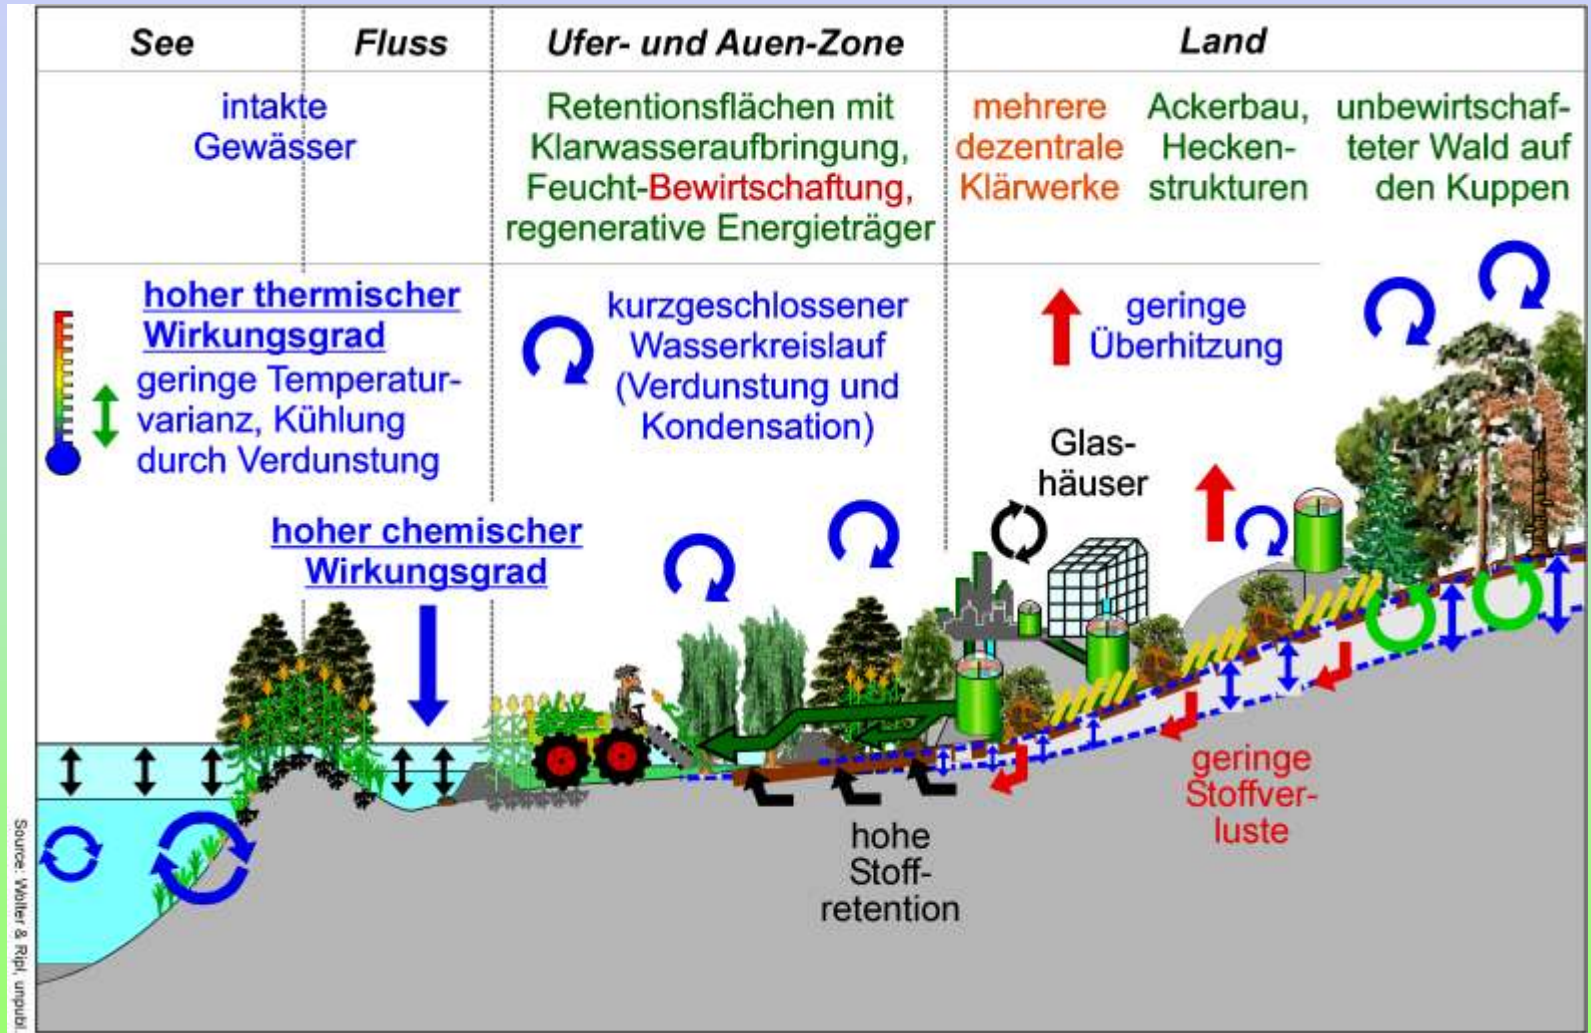 See
Fluss
Ufer- und Auen-Zone
Land
intakte
Gewässer
Retentionsflächen mit
Klarwasseraufbringung,
Feucht-Bewirtschaftung,
regenerative Energieträger
mehrere
dezentrale
Klärwerke
Ackerbau,
Hecken-
strukturen
unbewirtschaf-
teter Wald auf
den Kuppen
hoher thermischer
Wirkungsgrad
geringe Temperatur-
varianz, Kühlung
durch Verdunstung
kurzgeschlossener
Wasserkreislauf
(Verdunstung und
Kondensation)
geringe
Überhitzung
Glas-
häuser
hoher chemischer
Wirkungsgrad
geringe
Stoffver-
luste
hohe
Stoff-
retention
Source: Wolter & Ripl, unpubl.